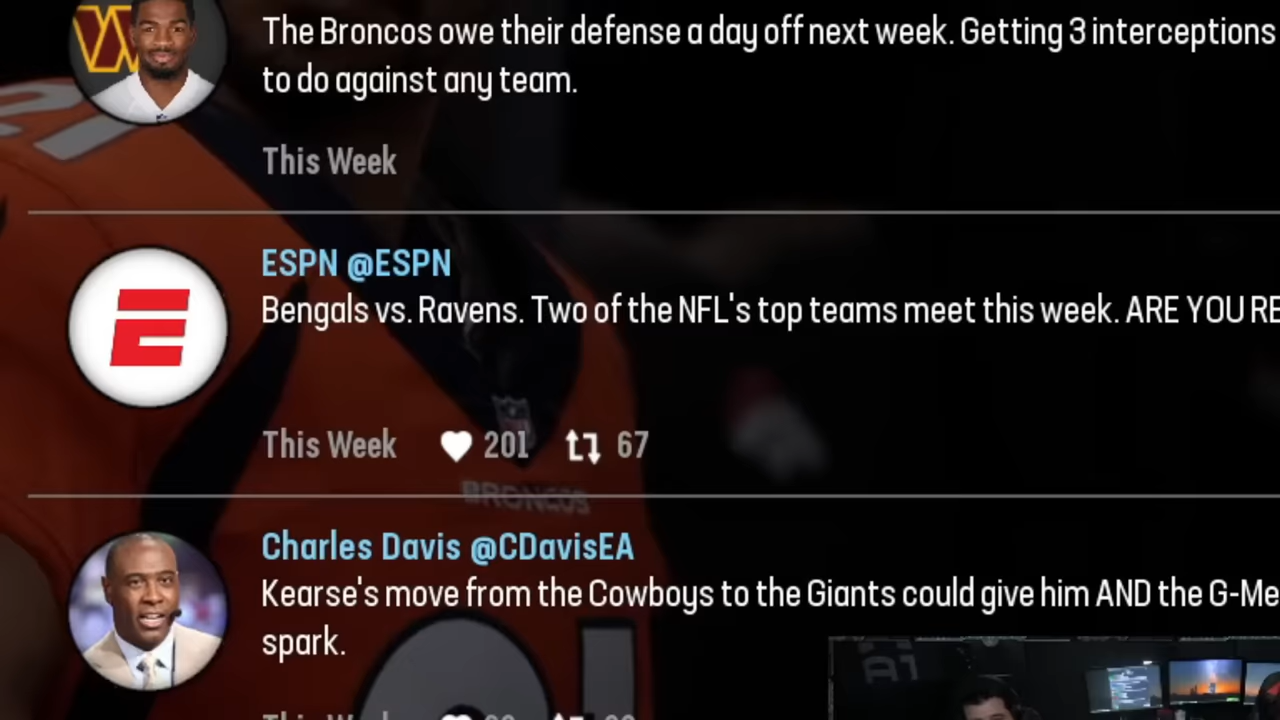 The Broncos owe their defense a day off next week. Getting 3 interceptions
to do against any team.
This Week
ESPN @ESPN
Bengals vs. Ravens. Two of the NFL's top teams meet this week. ARE YOU RE
This Week 201 67
BRONCOS
Charles Davis @CDavisEA
Kearse's move from the Cowboys to the Giants could give him AND the G-Me
spark.
A1